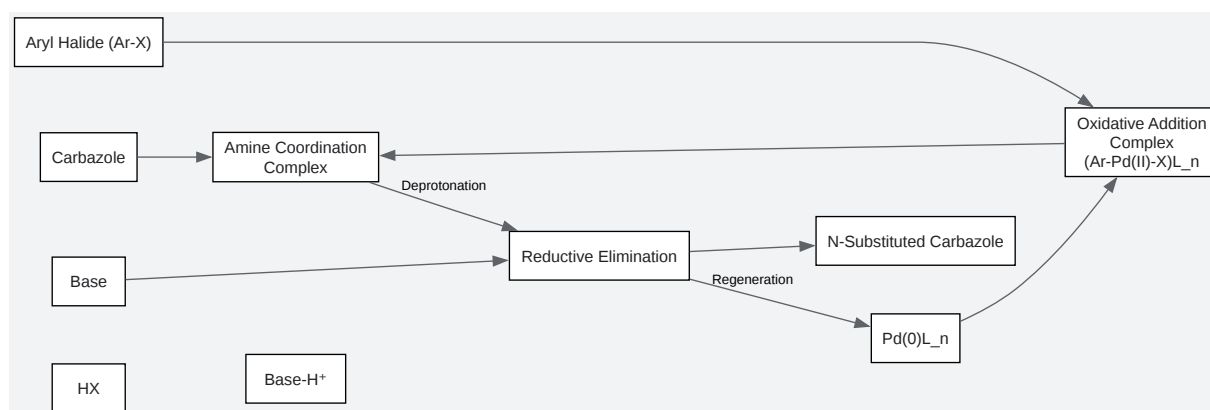 Aryl Halide (Ar-X)
Carbazole
Amine Coordination
Complex
Oxidative Addition
Complex
(Ar-Pd(II)-X)L_n
Deprotonation
Base
Reductive Elimination
N-Substituted Carbazole
Regeneration
Pd(0)L_n
HX
Base-H⁺